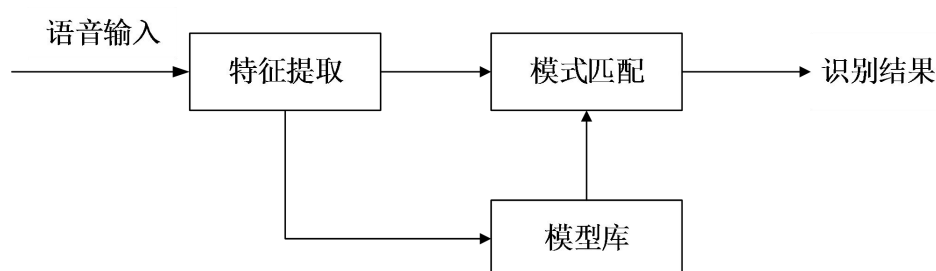 语音输入
特征提取
模式匹配
识别结果
模型库